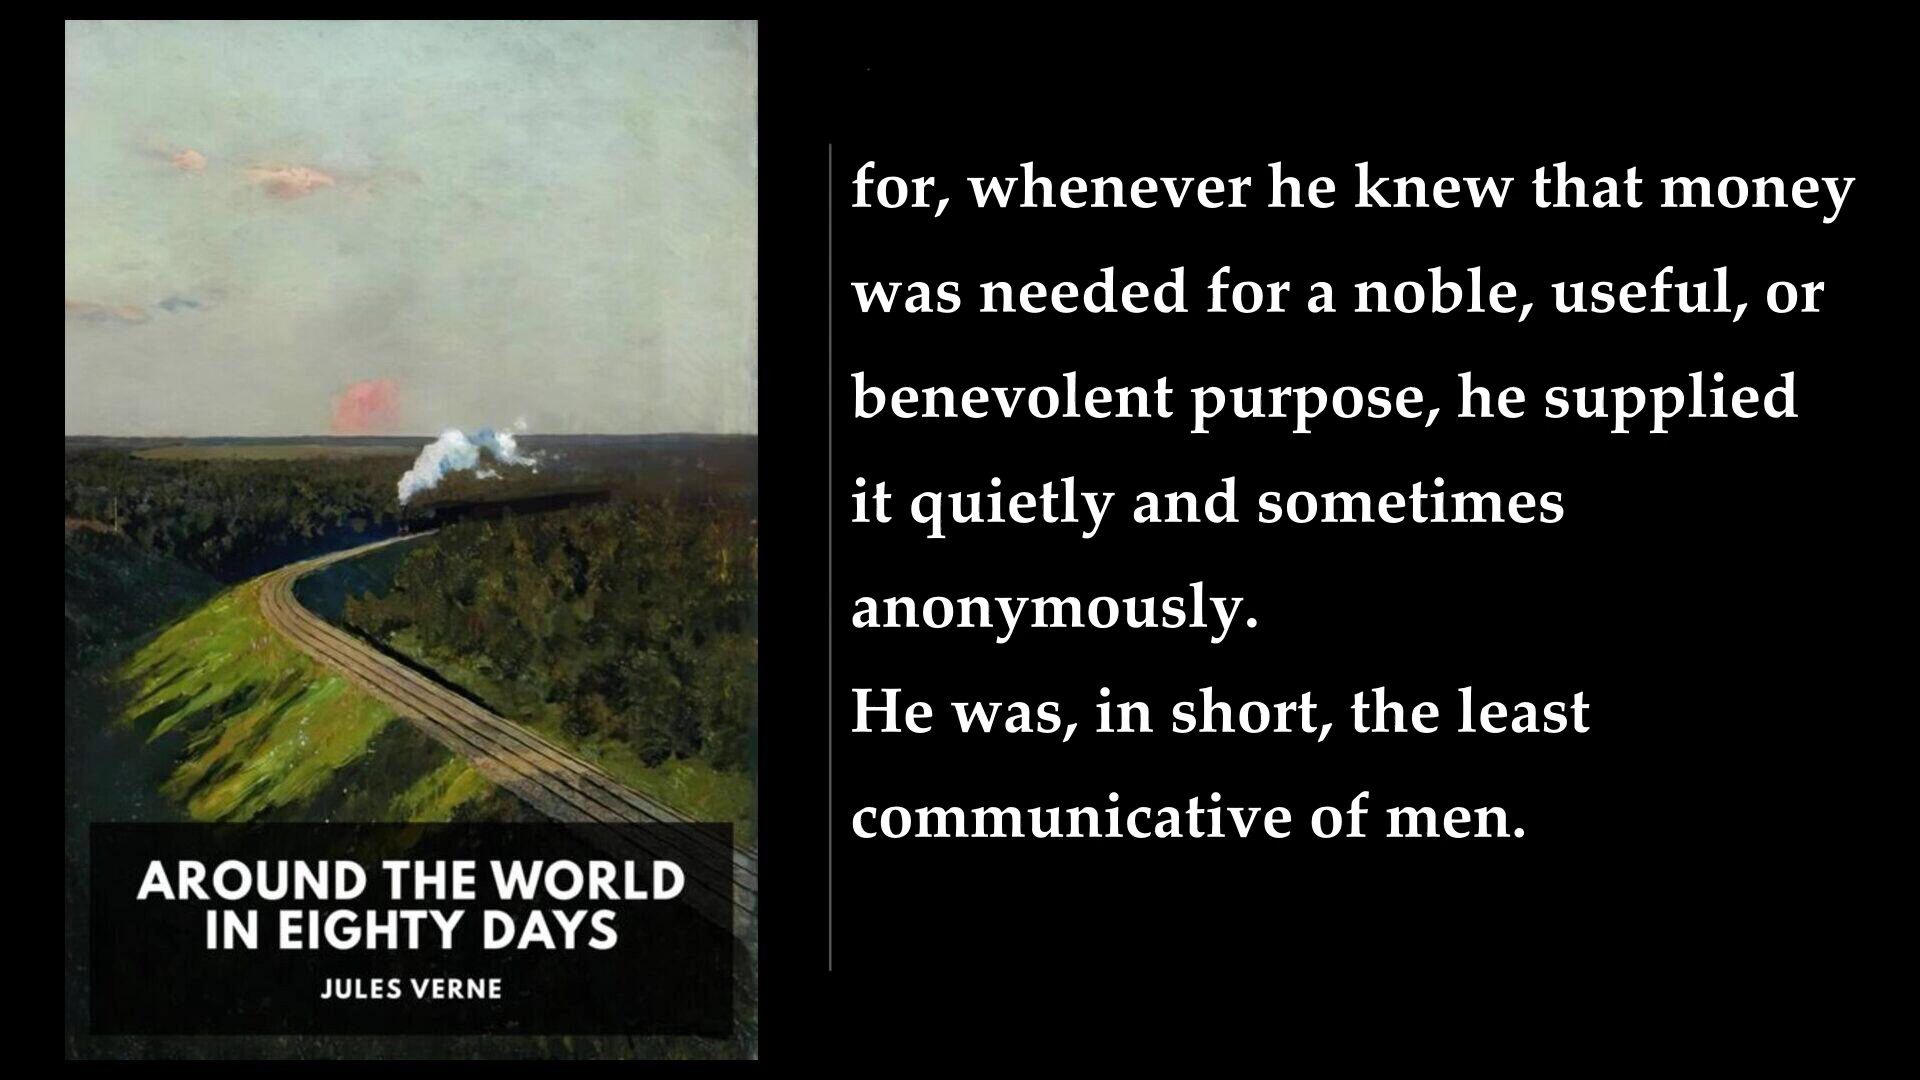 AROUND THE WORLD
IN EIGHTY DAYS
JULES VERNE
for, whenever he knew that money
was needed for a noble, useful, or
benevolent purpose, he supplied
it quietly and sometimes
anonymously.
He was, in short, the least
communicative of men.